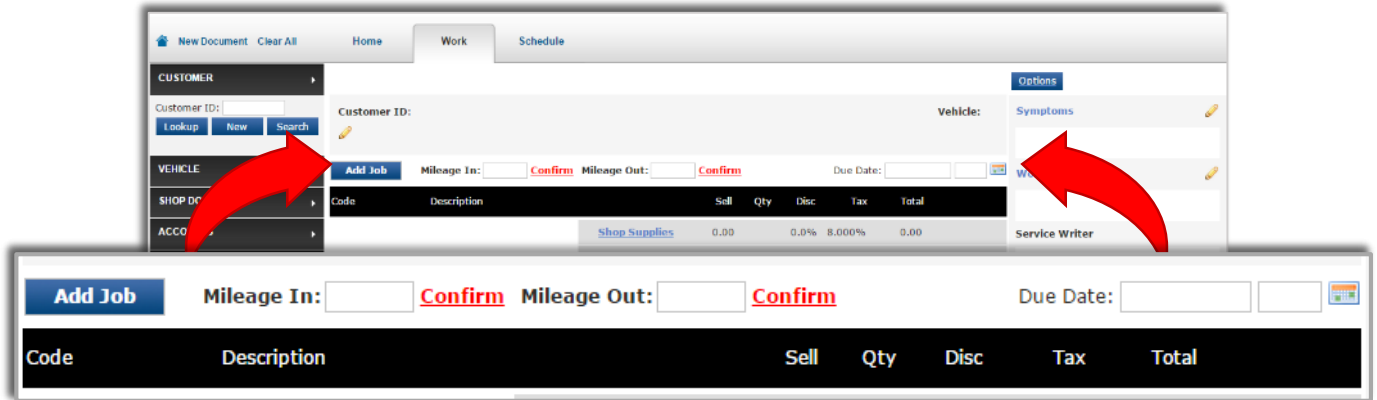 New Document Clear All Home Work Schedule
CUSTOMER
Options
Customer ID:
Customer ID:
Vehicle:
Symptoms
Lookup New Search
VEHICLE
Add Job Mileage In: Confirm Mileage Out: Confirm Due Date:
SHOP
Code Description Sell Qty Disc Tax Total
Shop Supplies 0.00 0.0% 8.000% 0.00
Service Writer
Add Job Mileage In: Confirm Mileage Out: Confirm Due Date:
Code Description Sell Qty Disc Tax Total